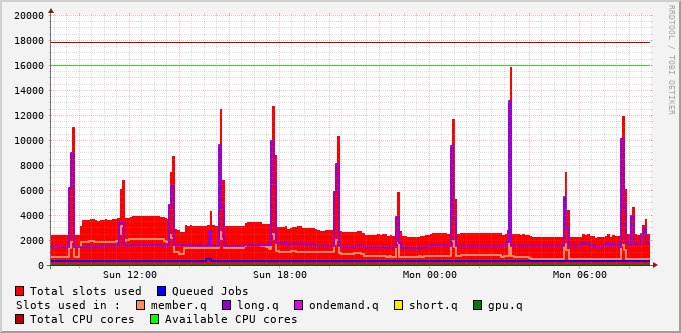 20000
18000
16000
14000
12000
10000
8000
6000
4000
2000
0
Sun 12:00 Sun 18:00 Mon 00:00 Mon 06:00
RRDTOOL / TOBI OETIKER
Total slots used Queued Jobs
Slots used in : member.q long.q ondemand.q short.q gpu.q
Total CPU cores Available CPU cores